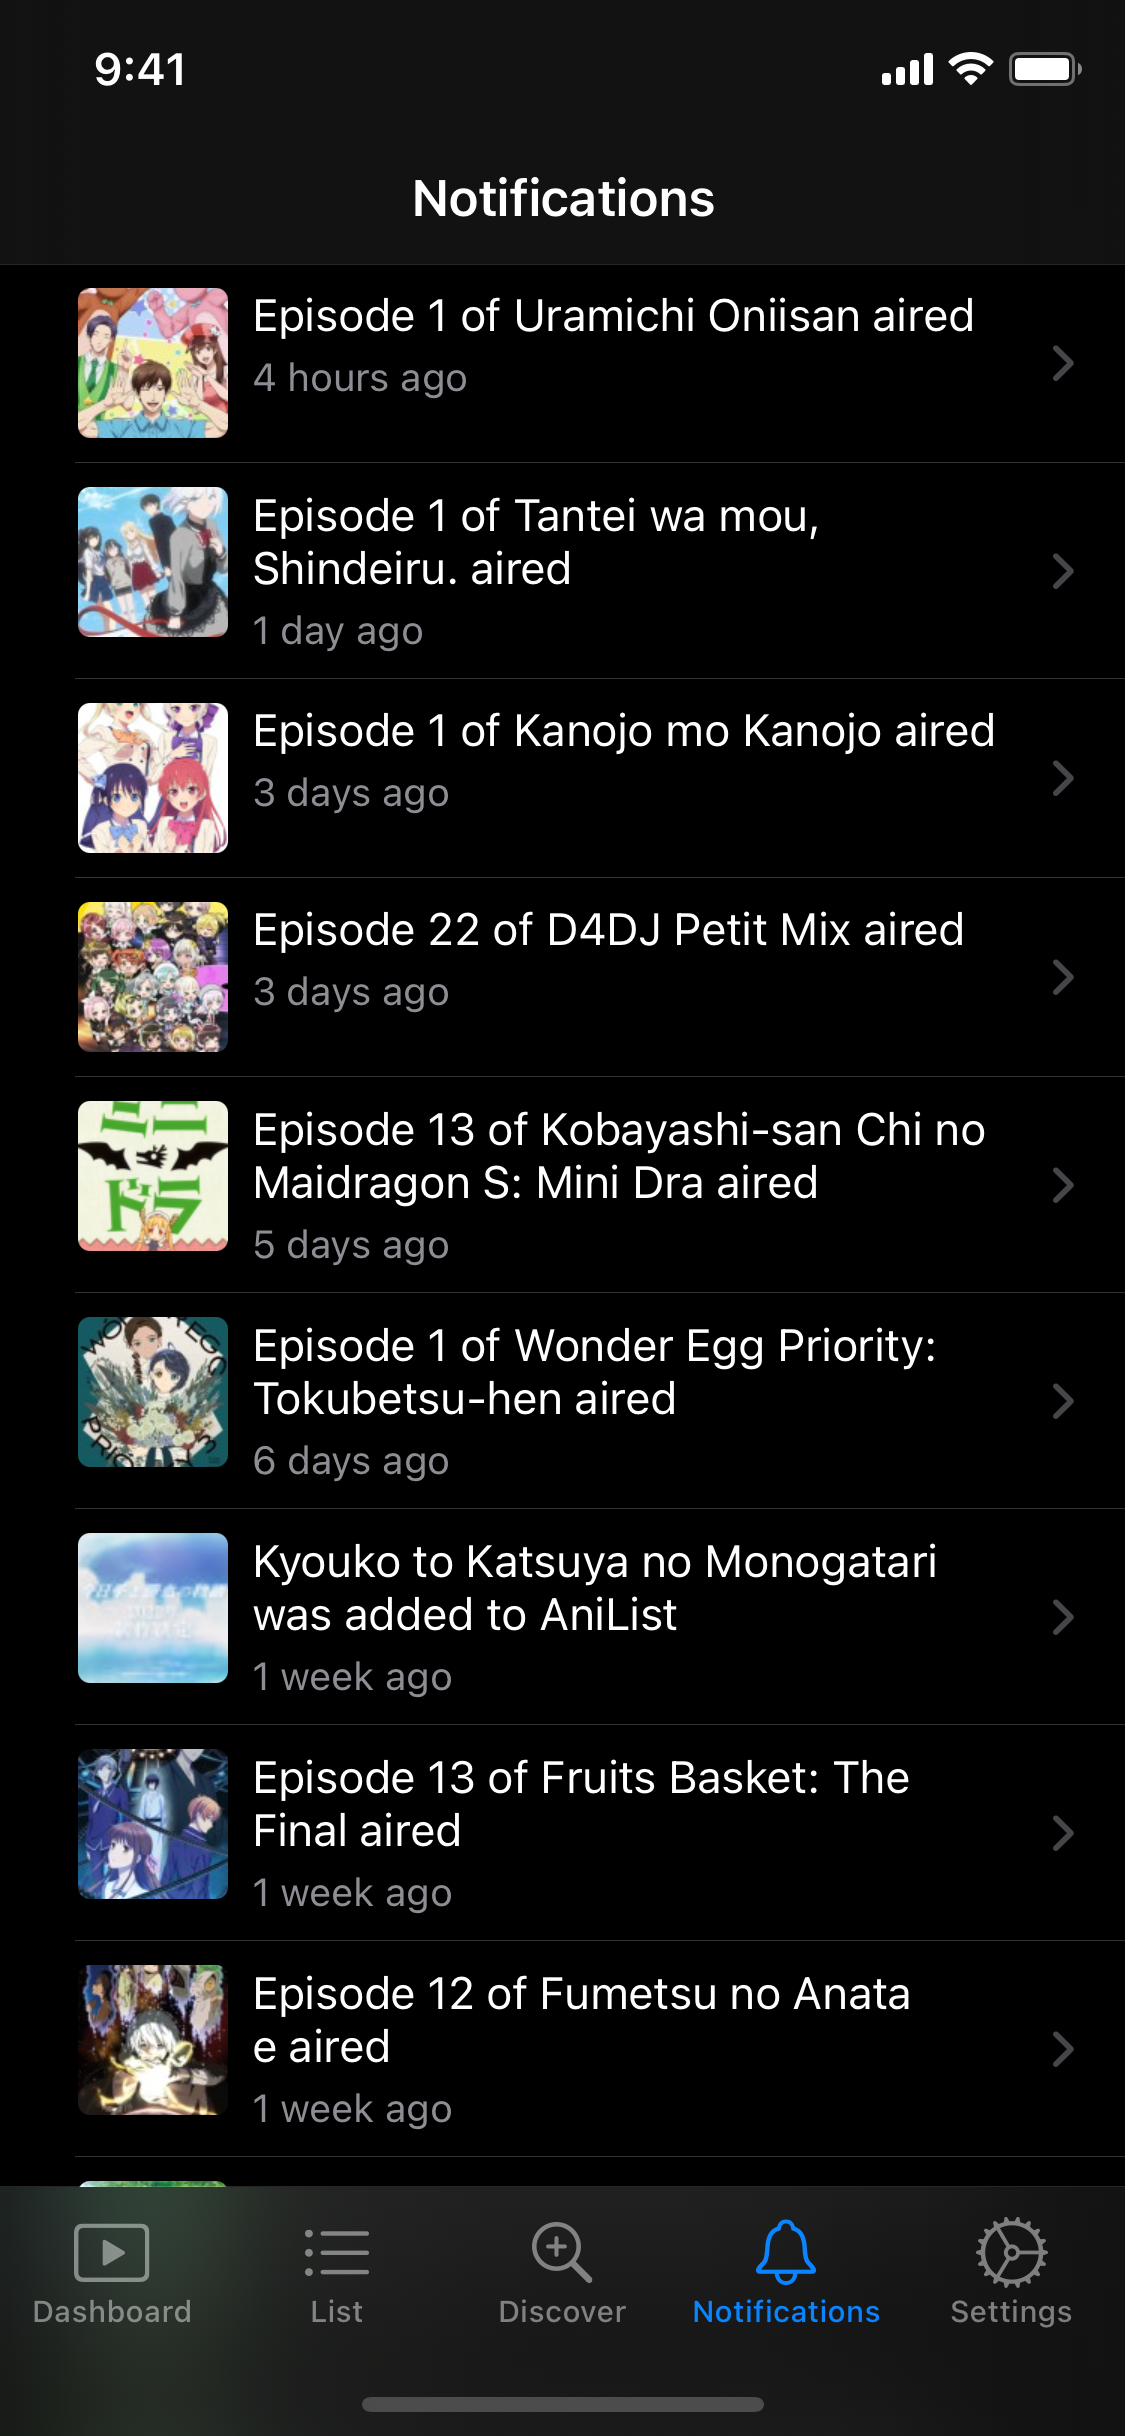 9:41
Notifications
Episode 1 of Uramichi Oniisan aired
4 hours ago
Episode 1 of Tantei wa mou,
Shindeiru. aired
1 day ago
Episode 1 of Kanojo mo Kanojo aired
3 days ago
Episode 22 of D4DJ Petit Mix aired
3 days ago
ミニ
ドラ
Episode 13 of Kobayashi-san Chi no
Maidragon S: Mini Dra aired
5 days ago
Episode 1 of Wonder Egg Priority:
Tokubetsu-hen aired
6 days ago
Kyouko to Katsuya no Monogatari
was added to AniList
1 week ago
Episode 13 of Fruits Basket: The
Final aired
1 week ago
Episode 12 of Fumetsu no Anata
e aired
1 week ago
Dashboard
List
Discover
Notifications
Settings